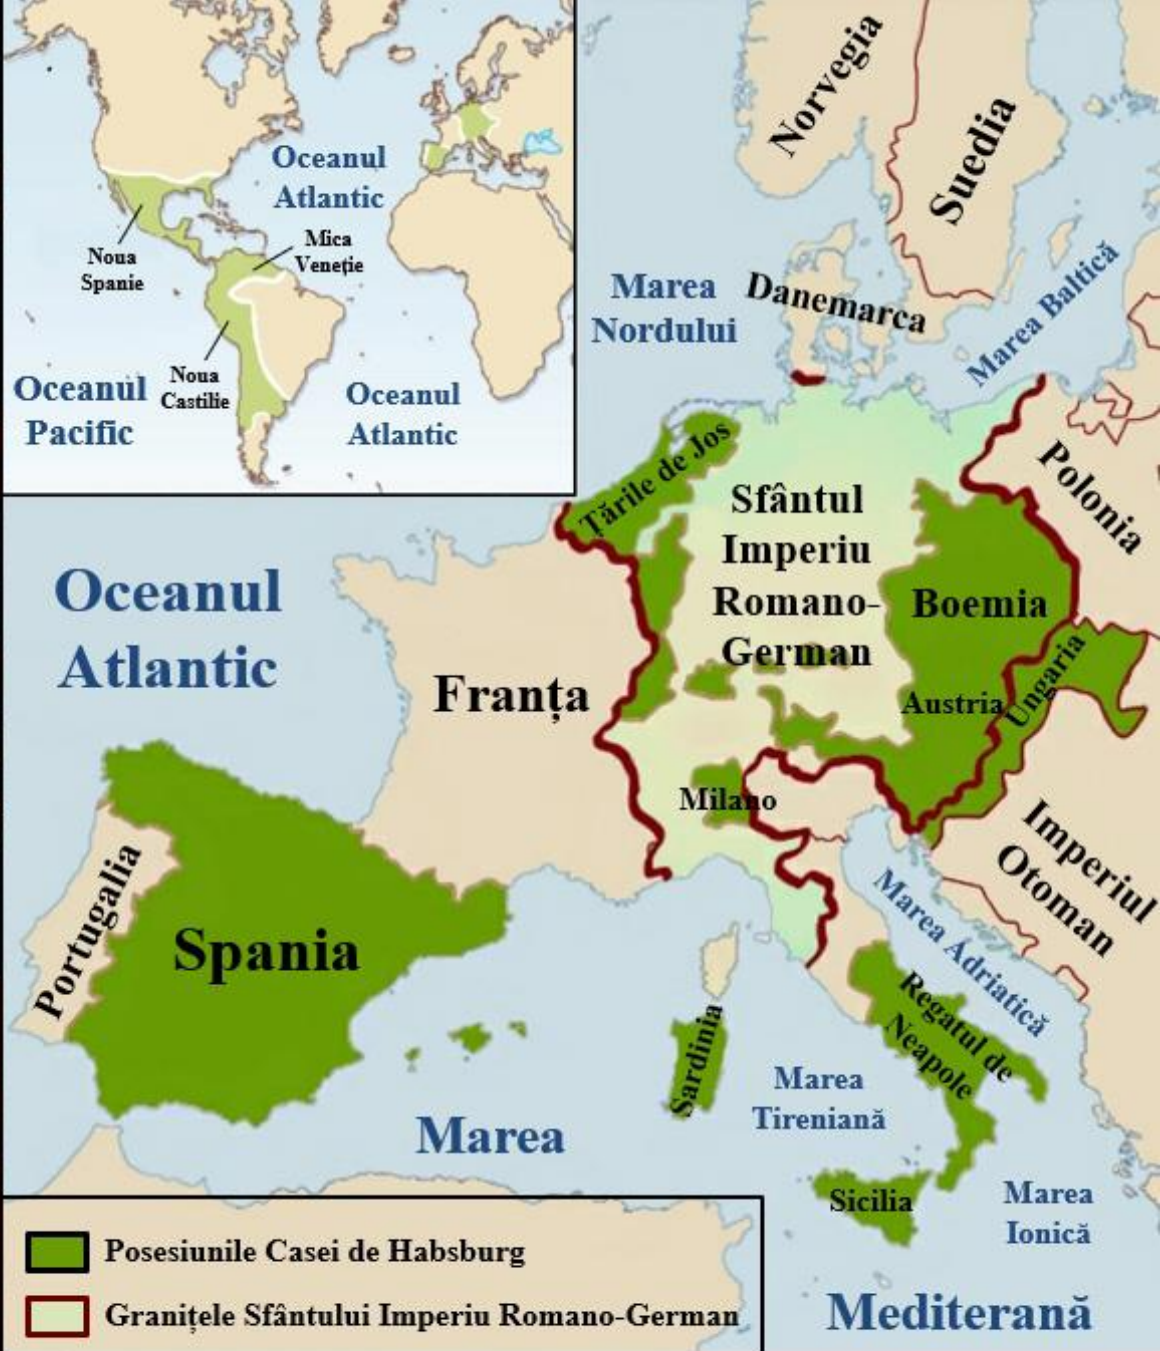 Oceanul
Atlantic
Noua
Spanie
Mica
Veneție
Noua
Castilie
Oceanul
Pacific
Oceanul
Atlantic
Norvegia
Suedia
Marea
Nordului
Danemarca
Marea Baltică
Țările de Jos
Sfântul
Imperiu
Romano-
German
Polonia
Boemia
Austria
Ungaria
Oceanul
Atlantic
Franța
Milano
Imperiul
Otoman
Portugalia
Spania
Marea Adriatică
Sardinia
Regatul de
Neapole
Marea
Tireniană
Marea
Sicilia
Marea
Ionică
Mediterană
Posesiunile Casei de Habsburg
Granițele Sfântului Imperiu Romano-German